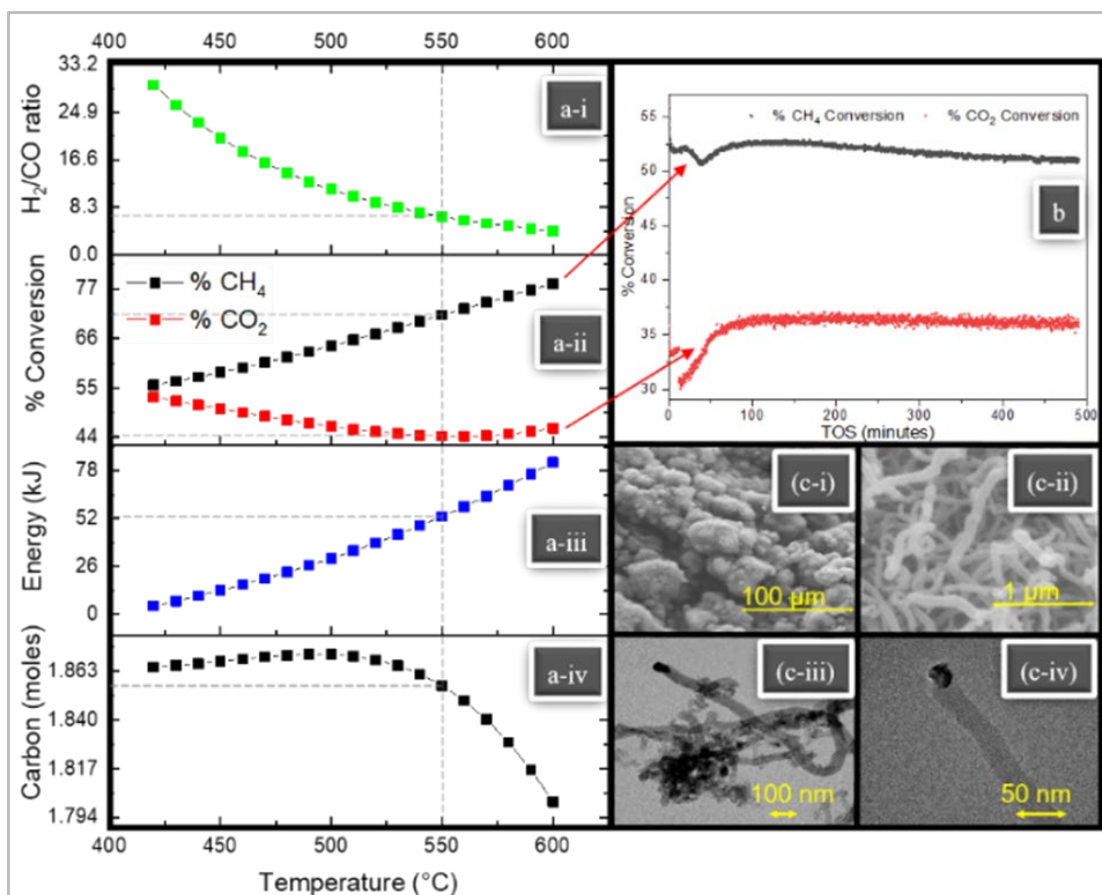 400 450 500 550 600
33.2
24.9
16.6
8.3
0.0
H₂/CO ratio
a-i
77
66
55
44
% Conversion
% CH₄
% CO₂
a-ii
78
52
26
0
Energy (kJ)
a-iii
1.863
1.840
1.817
1.794
Carbon (moles)
a-iv
400 450 500 550 600
Temperature (°C)
% CH₄ Conversion % CO₂ Conversion
55
50
45
40
35
30
% Conversion
b
0 100 200 300 400 500
TOS (minutes)
(c-i)
100 µm
(c-ii)
1 µm
(c-iii)
100 nm
(c-iv)
50 nm